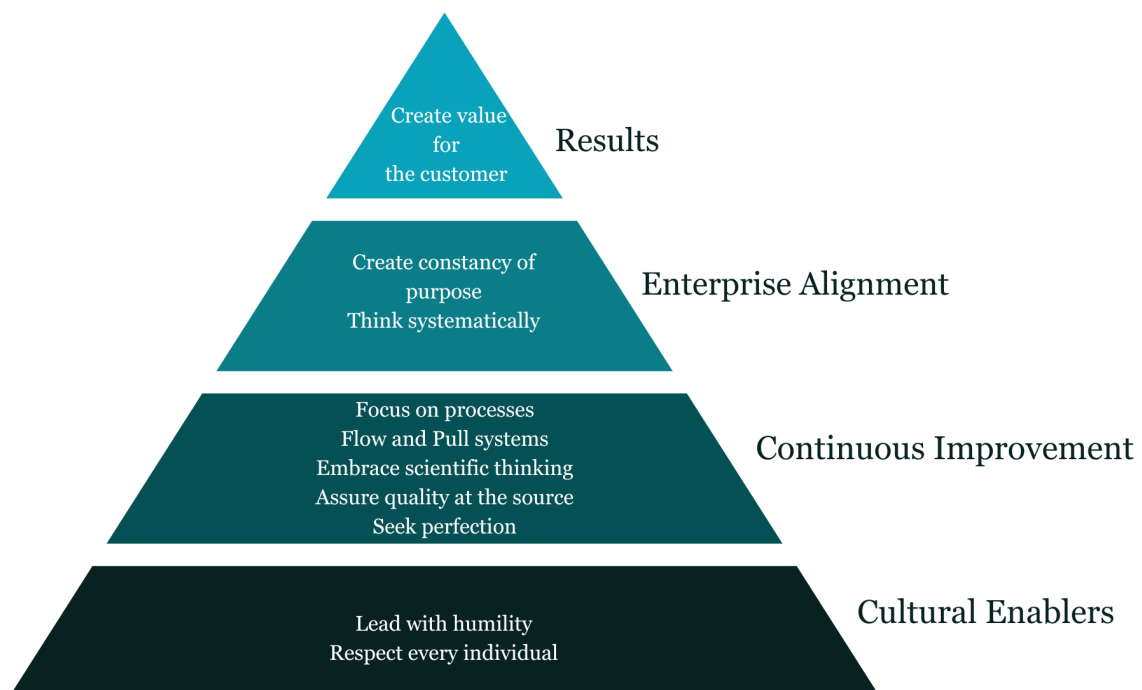 Create value
for
the customer
Results
Create constancy of
purpose
Think systematically
Enterprise Alignment
Focus on processes
Flow and Pull systems
Embrace scientific thinking
Assure quality at the source
Seek perfection
Continuous Improvement
Lead with humility
Respect every individual
Cultural Enablers